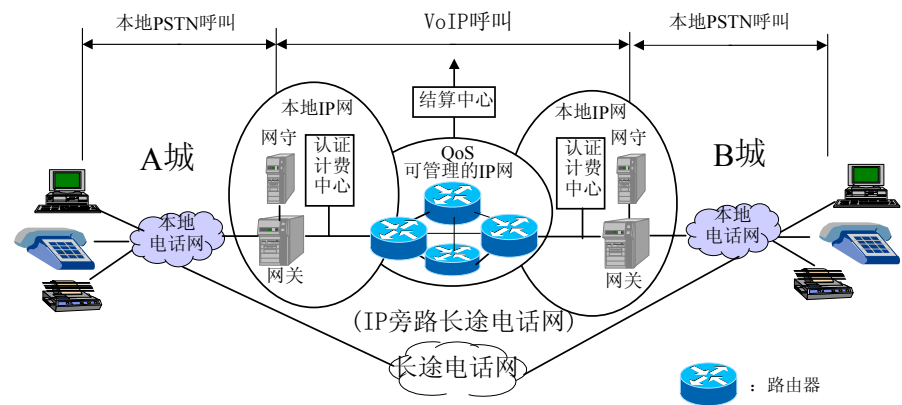 本地PSTN呼叫
VoIP呼叫
本地PSTN呼叫
结算中心
本地IP网
本地IP网
网守
认证
计费
中心
QoS
可管理的IP网
认证
计费
中心
网守
A城
B城
本地
电话网
本地
电话网
网关
网关
(IP旁路长途电话网)
长途电话网
：路由器